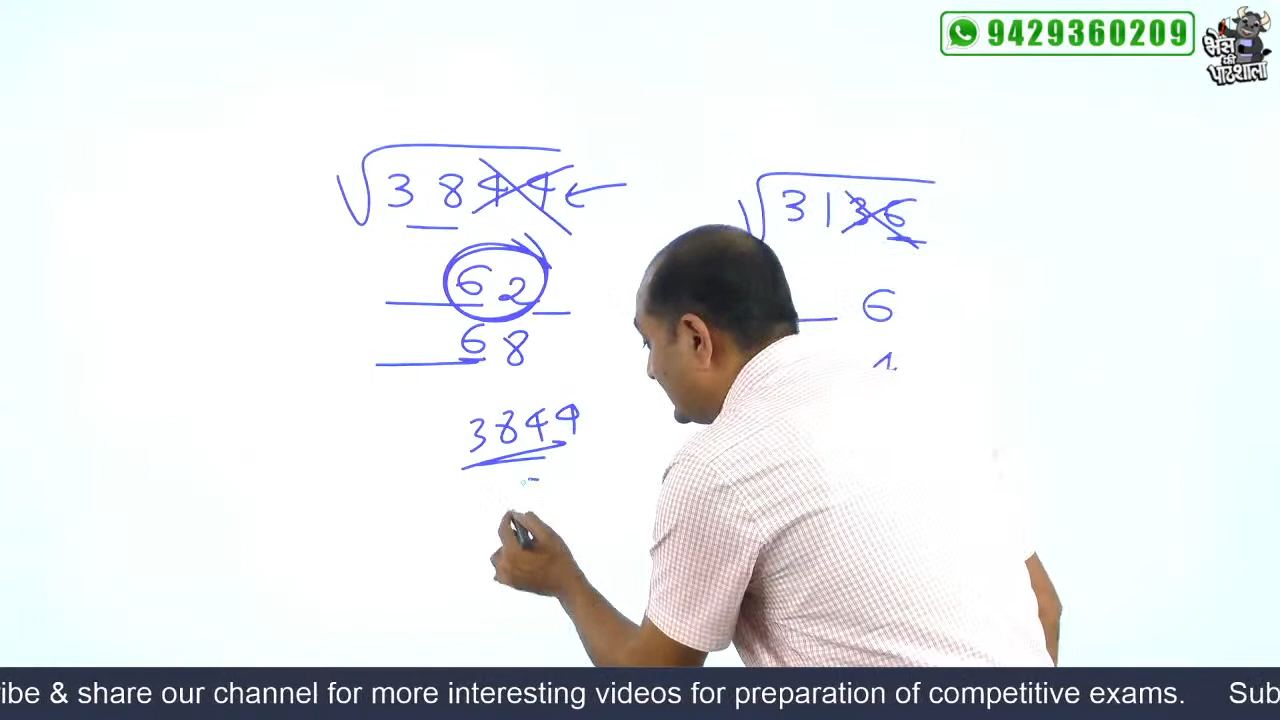 9429360209
भैंस
की
पाठशाला
√3844
62
68
3844
√3136
6
ibe & share our channel for more interesting videos for preparation of competitive exams. Sub